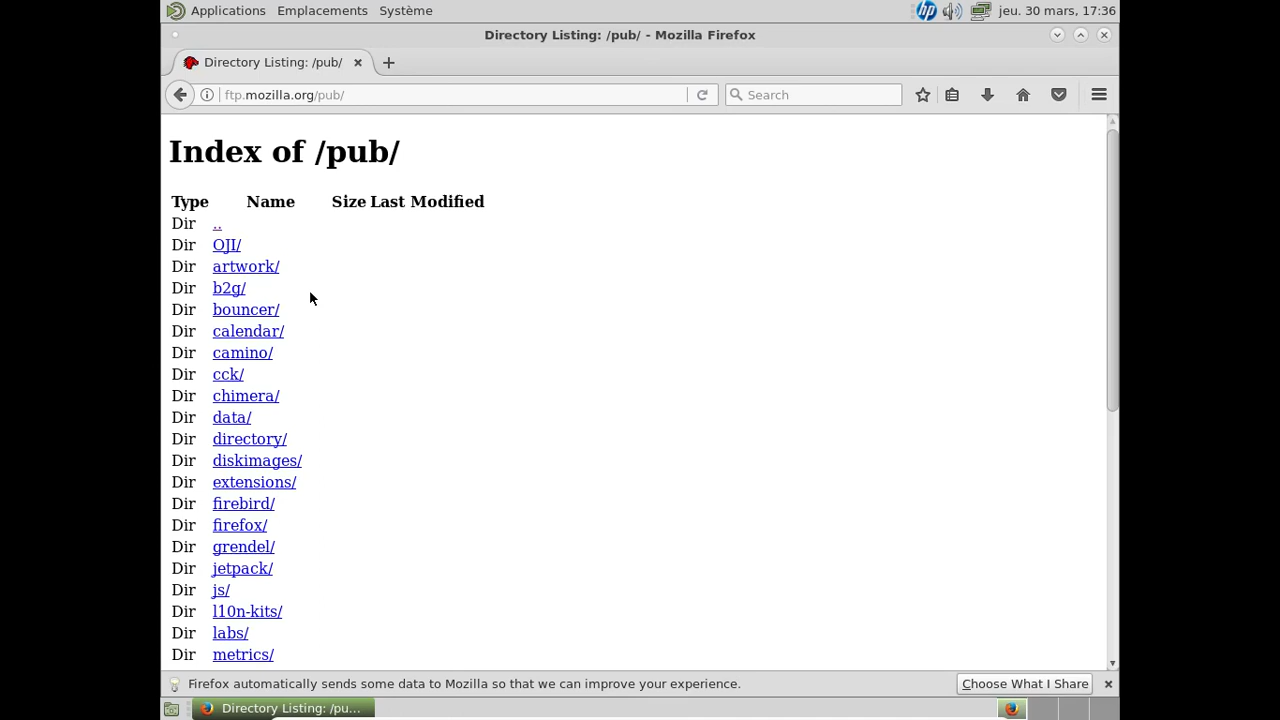 Applications Emplacements Système
jeu. 30 mars, 17:36
Directory Listing: /pub/ - Mozilla Firefox
Directory Listing: /pub/
ftp.mozilla.org/pub/
Search
Index of /pub/
Type Name Size Last Modified
Dir ..
Dir OJI/
Dir artwork/
Dir b2g/
Dir bouncer/
Dir calendar/
Dir camino/
Dir cck/
Dir chimera/
Dir data/
Dir directory/
Dir diskimages/
Dir extensions/
Dir firebird/
Dir firefox/
Dir grendel/
Dir jetpack/
Dir js/
Dir l10n-kits/
Dir labs/
Dir metrics/
Firefox automatically sends some data to Mozilla so that we can improve your experience.
Choose What I Share
Directory Listing: /pu...